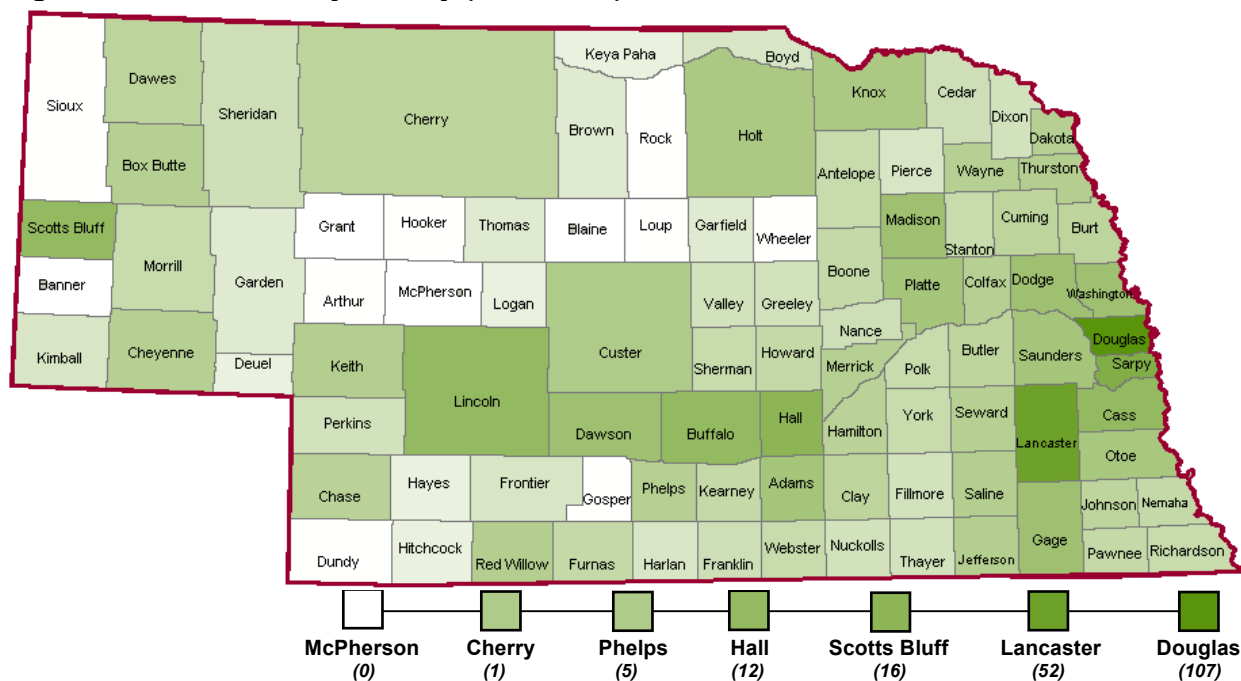 Keya Paha
Boyd
Dawes
Sioux
Sheridan
Cherry
Brown
Rock
Holt
Knox
Cedar
Dixon
Dakota
Box Butte
Antelope
Pierce
Wayne
Thurston
Scotts Bluff
Grant
Hooker
Thomas
Blaine
Loup
Garfield
Wheeler
Madison
Stanton
Cuming
Burt
Banner
Morrill
Garden
Arthur
McPherson
Logan
Valley
Greeley
Boone
Platte
Colfax
Dodge
Washington
Kimball
Cheyenne
Deuel
Keith
Custer
Sherman
Howard
Nance
Merrick
Polk
Butler
Saunders
Douglas
Sarpy
Perkins
Lincoln
Dawson
Buffalo
Hall
Hamilton
York
Seward
Lancaster
Cass
Otoe
Chase
Hayes
Frontier
Gosper
Phelps
Kearney
Adams
Clay
Fillmore
Saline
Gage
Johnson
Nemaha
Dundy
Hitchcock
Red Willow
Furnas
Harlan
Franklin
Webster
Nuckolls
Thayer
Jefferson
Pawnee
Richardson
McPherson
(0)
Cherry
(1)
Phelps
(5)
Hall
(12)
Scotts Bluff
(16)
Lancaster
(52)
Douglas
(107)